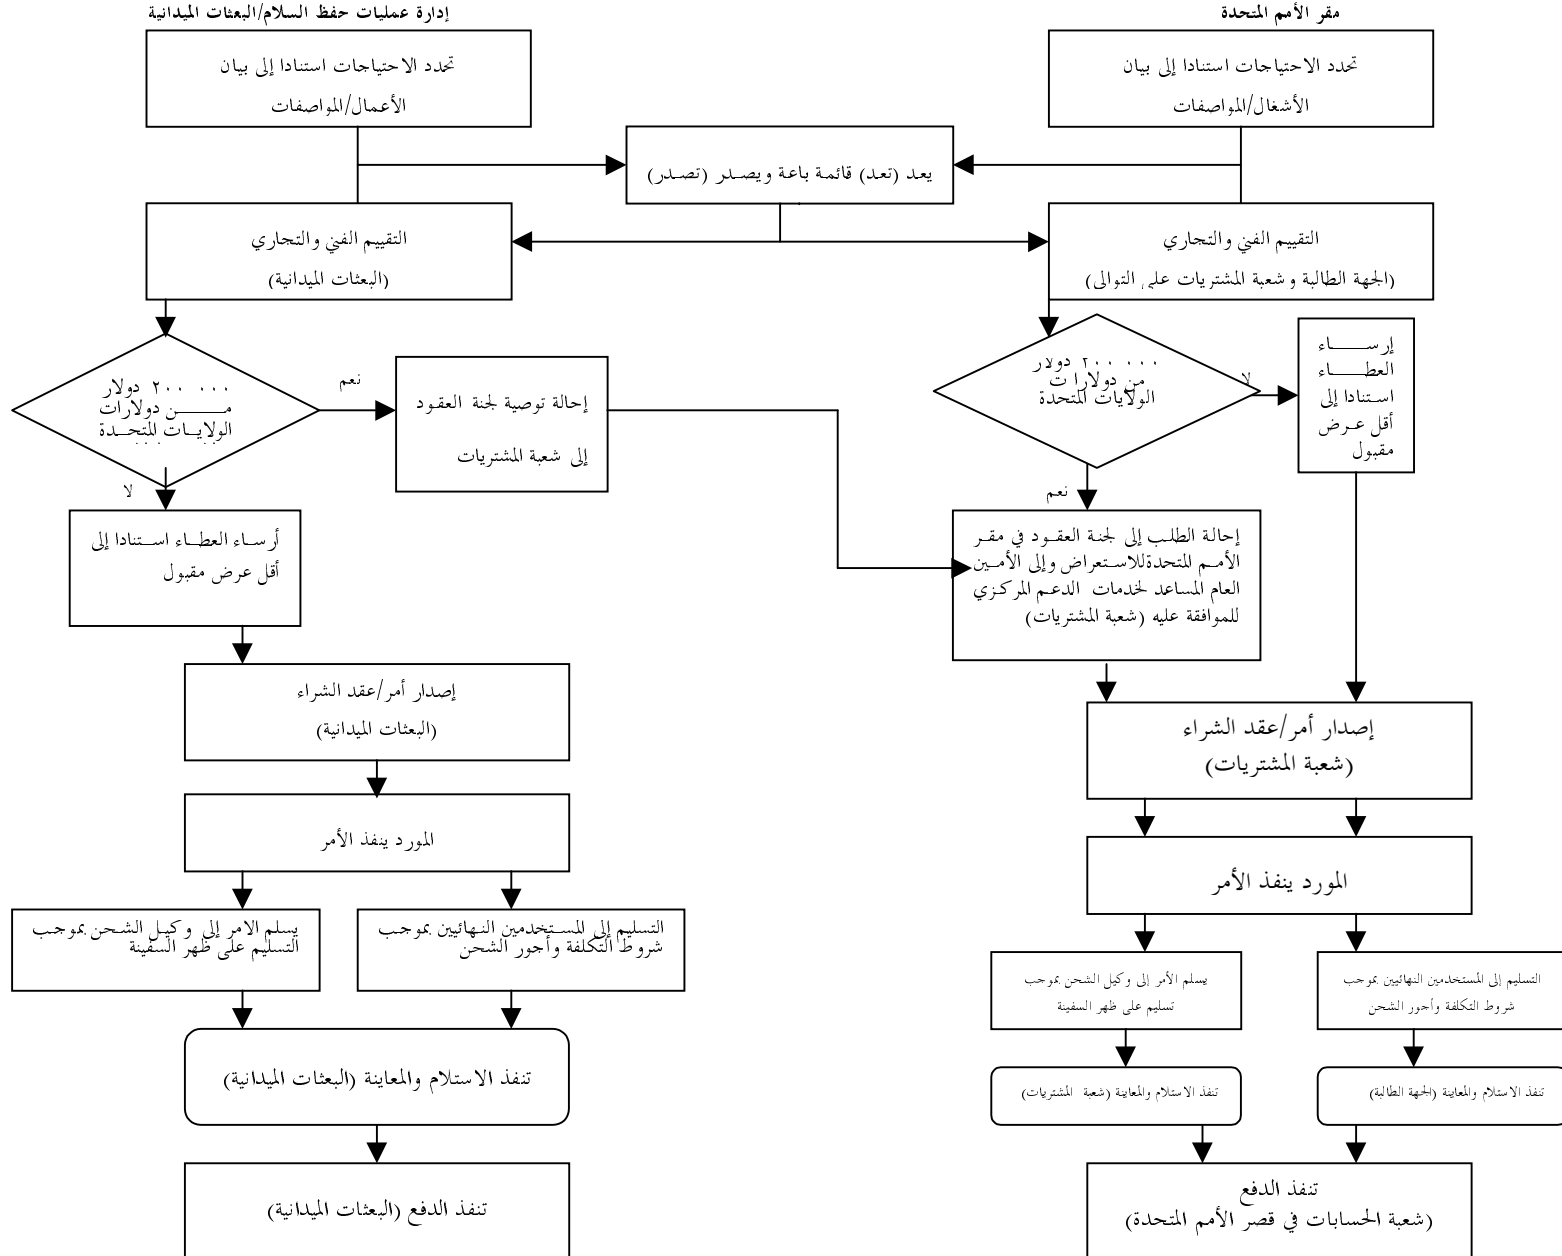 مقر الأمم المتحدة
إدارة عمليات حفظ السلام/البعثات الميدانية
تحدد الاحتياجات استنادا إلى بيان
الأشغال/المواصفات
تحدد الاحتياجات استنادا إلى بيان
الأعمال/المواصفات
يعد (تعد) قائمة باعة ويصدر (تصدر)
التقييم الفني والتجاري
(الجهة الطالبة وشعبة المشتريات على التوالي)
التقييم الفني والتجاري
(البعثات الميدانية)
٢٠٠ ٠٠٠ دولار
من دولارا ت
الولايات المتحدة
لا
إرساء
العطاء
استنادا إلى
أقل عرض
مقبول
نعم
٢٠٠ ٠٠٠ دولار
من دولارات
الولايات المتحدة
نعم
إحالة توصية لجنة العقود
إلى شعبة المشتريات
لا
إحالة الطلب إلى لجنة العقود في مقر
الأمم المتحدةللاستعراض وإلى الأمين
العام المساعد لخدمات الدعم المركزي
للموافقة عليه (شعبة المشتريات)
أرساء العطاء استنادا إلى
أقل عرض مقبول
إصدار أمر/عقد الشراء
(شعبة المشتريات)
إصدار أمر/عقد الشراء
(البعثات الميدانية)
المورد ينفذ الأمر
المورد ينفذ الأمر
التسليم إلى المستخدمين النهائيين بموجب
شروط التكلفة وأجور الشحن
يسلم الأمر إلى وكيل الشحن بموجب
تسليم على ظهر السفينة
التسليم إلى المستخدمين النهائيين بموجب
شروط التكلفة وأجور الشحن
يسلم الامر إلى وكيل الشحن بموجب
التسليم على ظهر السفينة
تنفذ الاستلام والمعاينة (الجهة الطالبة)
تنفذ الاستلام والمعاينة (شعبة المشتريات)
تنفذ الاستلام والمعاينة (البعثات الميدانية)
تنفذ الدفع
(شعبة الحسابات في قصر الأمم المتحدة)
تنفذ الدفع (البعثات الميدانية)